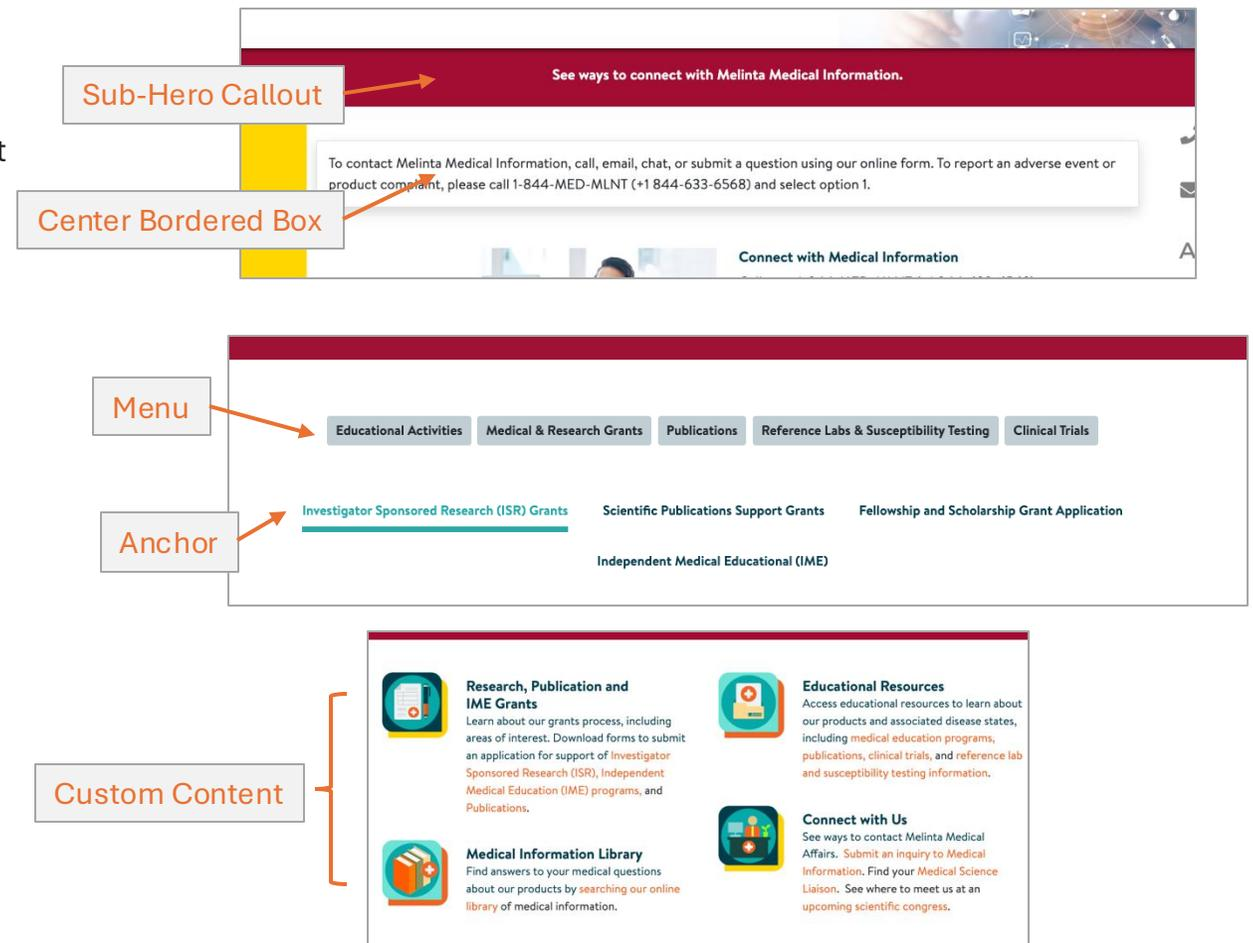 See ways to connect with Melinta Medical Information.
Sub-Hero Callout
t
To contact Melinta Medical Information, call, email, chat, or submit a question using our online form. To report an adverse event or
product complaint, please call 1-844-MED-MLNT (+1 844-633-6568) and select option 1.
Center Bordered Box
A
Connect with Medical Information
Menu
Educational Activities
Medical & Research Grants
Publications
Reference Labs & Susceptibility Testing
Clinical Trials
Anchor
Investigator Sponsored Research (ISR) Grants
Scientific Publications Support Grants
Fellowship and Scholarship Grant Application
Independent Medical Educational (IME)
Custom Content
Research, Publication and
IME Grants
Learn about our grants process, including
areas of interest. Download forms to submit
an application for support of Investigator
Sponsored Research (ISR), Independent
Medical Education (IME) programs, and
Publications.
Medical Information Library
Find answers to your medical questions
about our products by searching our online
library of medical information.
Educational Resources
Access educational resources to learn about
our products and associated disease states,
including medical education programs,
publications, clinical trials, and reference lab
and susceptibility testing information.
Connect with Us
See ways to contact Melinta Medical
Affairs. Submit an inquiry to Medical
Information. Find your Medical Science
Liaison. See where to meet us at an
upcoming scientific congress.